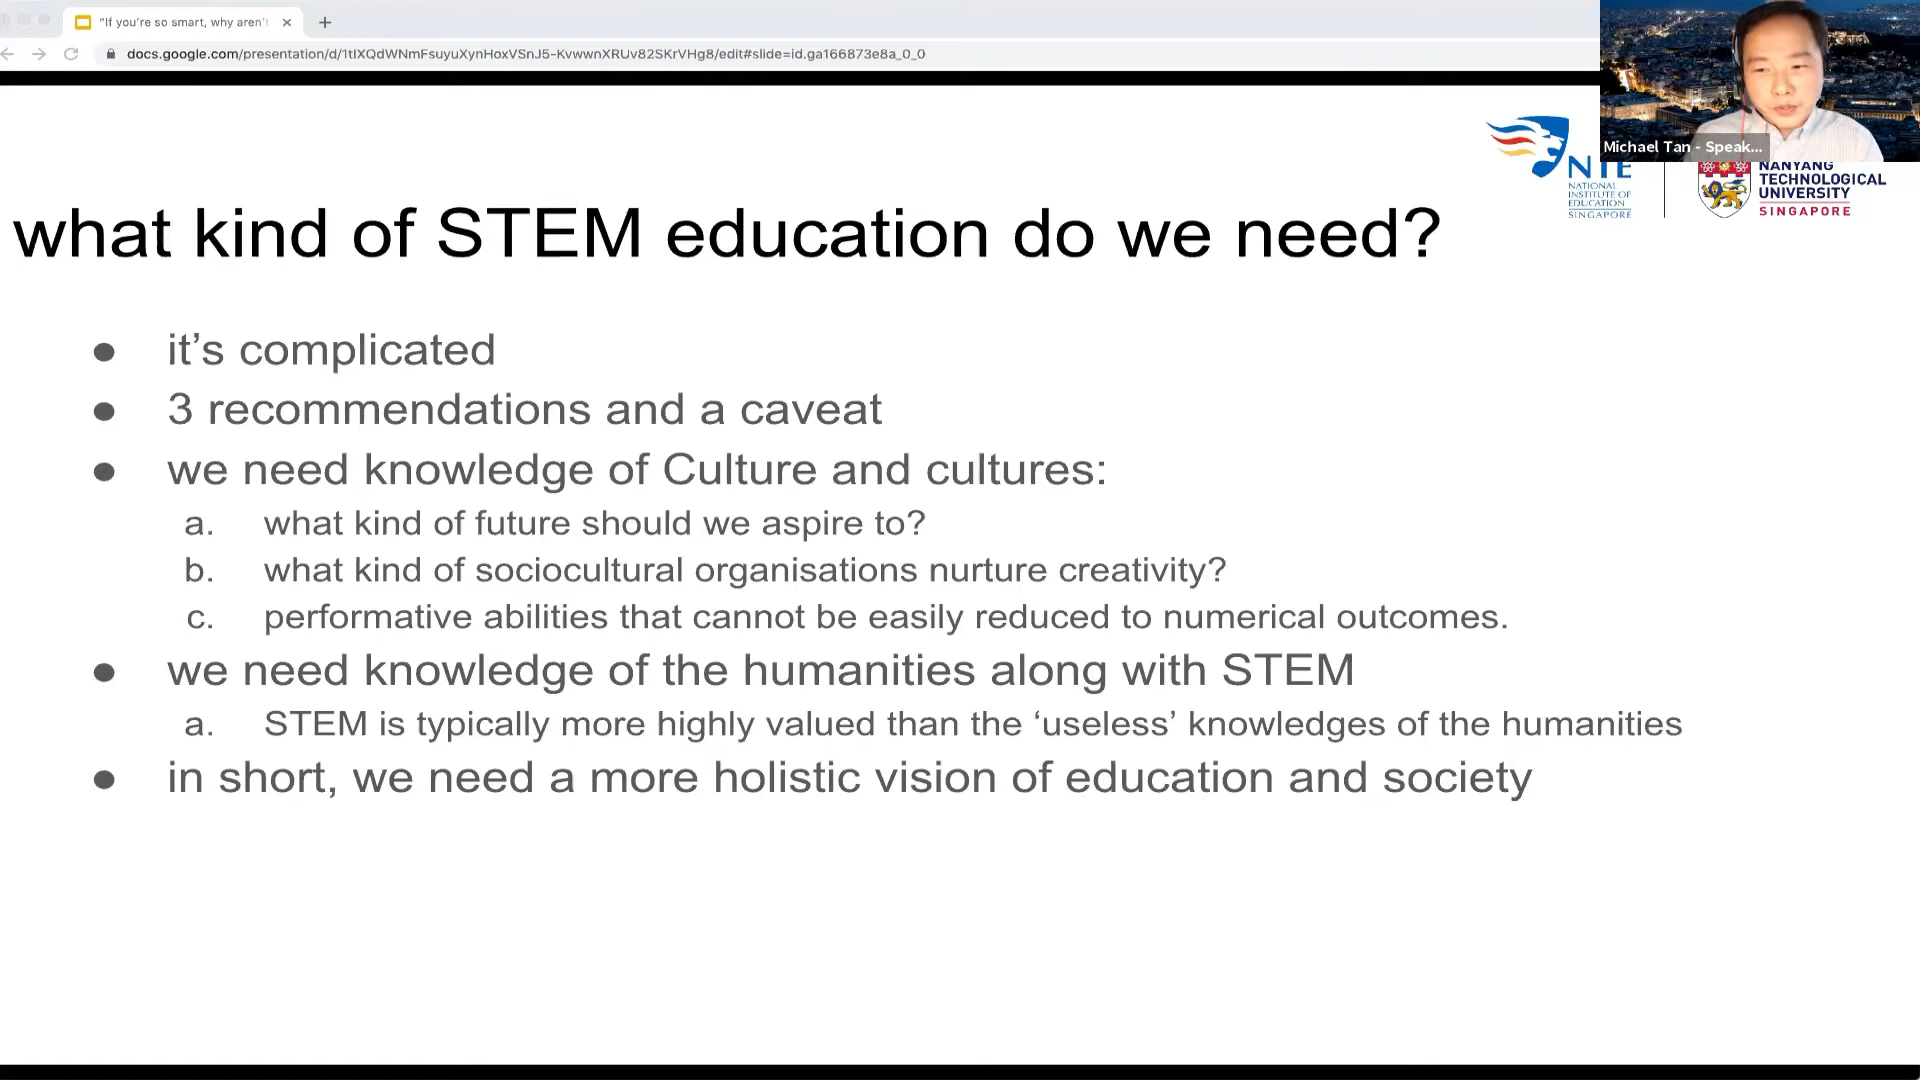 "If you're so smart, why aren't
docs.google.com/presentation/d/1tIXQdWNmFsuyuXynHoxVSnJ5-KvwwnXRUv82SKrVHg8/edit#slide=id.ga166873e8a_0_0
Michael Tan - Speak...
NIE
NATIONAL
INSTITUTE OF
EDUCATION
SINGAPORE
NANYANG
TECHNOLOGICAL
UNIVERSITY
SINGAPORE
what kind of STEM education do we need?
● it’s complicated
● 3 recommendations and a caveat
● we need knowledge of Culture and cultures:
a. what kind of future should we aspire to?
b. what kind of sociocultural organisations nurture creativity?
c. performative abilities that cannot be easily reduced to numerical outcomes.
● we need knowledge of the humanities along with STEM
a. STEM is typically more highly valued than the ‘useless’ knowledges of the humanities
● in short, we need a more holistic vision of education and society